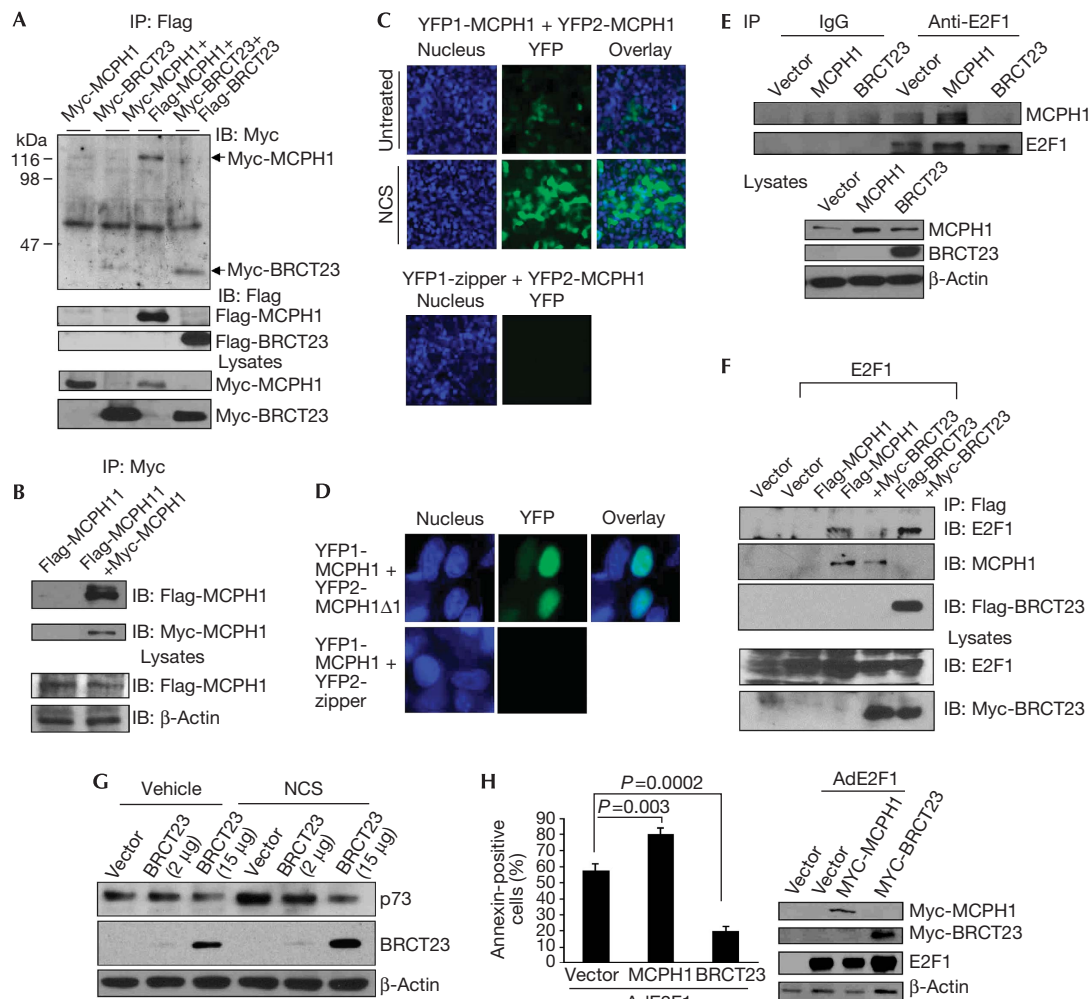 A
IP: Flag
Myc-MCPH1
Myc-BRCT23
Myc-MCPH1+
Flag-MCPH1
Myc-BRCT23+
Flag-BRCT23
kDa
116
98
47
IB: Myc
Myc-MCPH1
Myc-BRCT23
IB: Flag
Flag-MCPH1
Flag-BRCT23
Lysates
Myc-MCPH1
Myc-BRCT23
B
IP: Myc
Flag-MCPH11
Flag-MCPH11
+Myc-MCPH1
IB: Flag-MCPH1
IB: Myc-MCPH1
Lysates
IB: Flag-MCPH1
IB: β-Actin
C
YFP1-MCPH1 + YFP2-MCPH1
Nucleus YFP Overlay
Untreated
NCS
YFP1-zipper + YFP2-MCPH1
Nucleus YFP
D
Nucleus YFP Overlay
YFP1-
MCPH1 +
YFP2-
MCPH1Δ1
YFP1-
MCPH1 +
YFP2-
zipper
E IP IgG Anti-E2F1
Vector MCPH1 BRCT23 Vector MCPH1 BRCT23
MCPH1
E2F1
Lysates
Vector MCPH1 BRCT23
MCPH1
BRCT23
β-Actin
F
E2F1
Vector
Vector
Flag-MCPH1
Flag-MCPH1
+Myc-BRCT23
Flag-BRCT23
+Myc-BRCT23
IP: Flag
IB: E2F1
IB: MCPH1
IB: Flag-BRCT23
Lysates
IB: E2F1
IB: Myc-BRCT23
G
Vehicle NCS
Vector
BRCT23
(2 μg)
BRCT23
(15 μg)
Vector
BRCT23
(2 μg)
BRCT23
(15 μg)
p73
BRCT23
β-Actin
H
P=0.0002
P=0.003
Annexin-positive
cells (%)
90
80
70
60
50
40
30
20
10
0
Vector MCPH1 BRCT23
AdE2F1
AdE2F1
Vector
Vector
MYC-MCPH1
MYC-BRCT23
Myc-MCPH1
Myc-BRCT23
E2F1
β-Actin